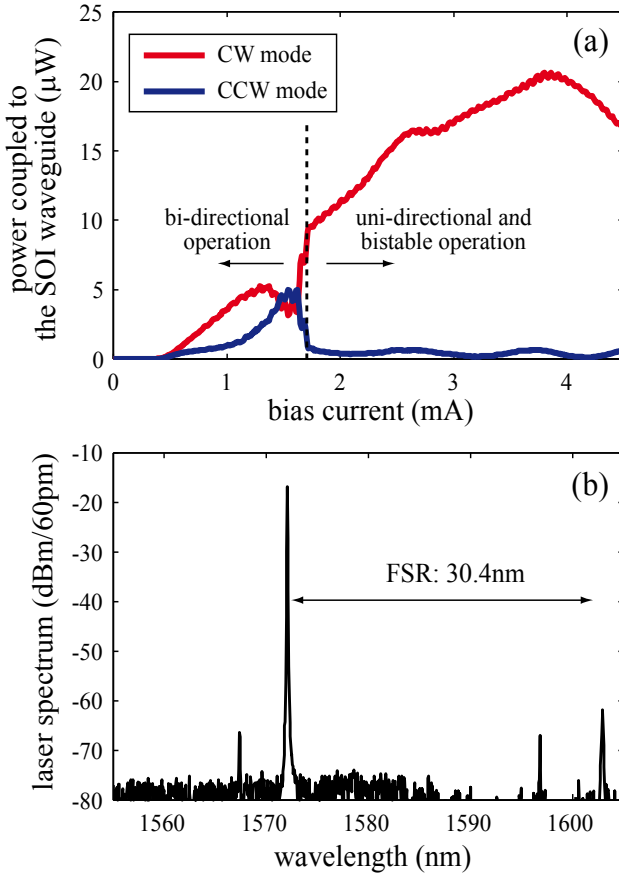 25
20
15
10
5
0
power coupled to
the SOI waveguide (µW)
CW mode
CCW mode
(a)
bi-directional
operation
uni-directional and
bistable operation
0
1
2
3
4
bias current (mA)
-10
-20
-30
-40
-50
-60
-70
-80
laser spectrum (dBm/60pm)
(b)
FSR: 30.4nm
1560
1570
1580
1590
1600
wavelength (nm)